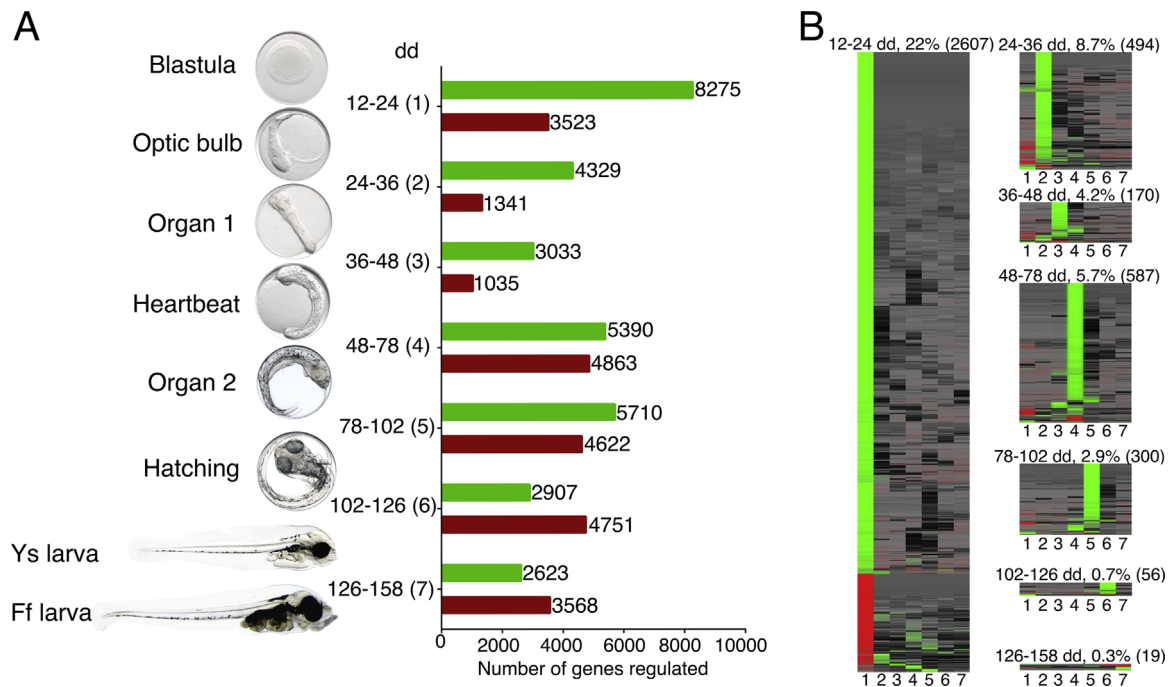 A
dd
Blastula
12-24 (1)
8275
3523
Optic bulb
24-36 (2)
4329
1341
Organ 1
36-48 (3)
3033
1035
Heartbeat
48-78 (4)
5390
4863
Organ 2
78-102 (5)
5710
4622
Hatching
102-126 (6)
2907
4751
Ys larva
126-158 (7)
2623
3568
Ff larva
0 2000 4000 6000 8000 10000
Number of genes regulated
B
12-24 dd, 22% (2607)
1 2 3 4 5 6 7
24-36 dd, 8.7% (494)
1 2 3 4 5 6 7
36-48 dd, 4.2% (170)
1 2 3 4 5 6 7
48-78 dd, 5.7% (587)
1 2 3 4 5 6 7
78-102 dd, 2.9% (300)
1 2 3 4 5 6 7
102-126 dd, 0.7% (56)
1 2 3 4 5 6 7
126-158 dd, 0.3% (19)
1 2 3 4 5 6 7